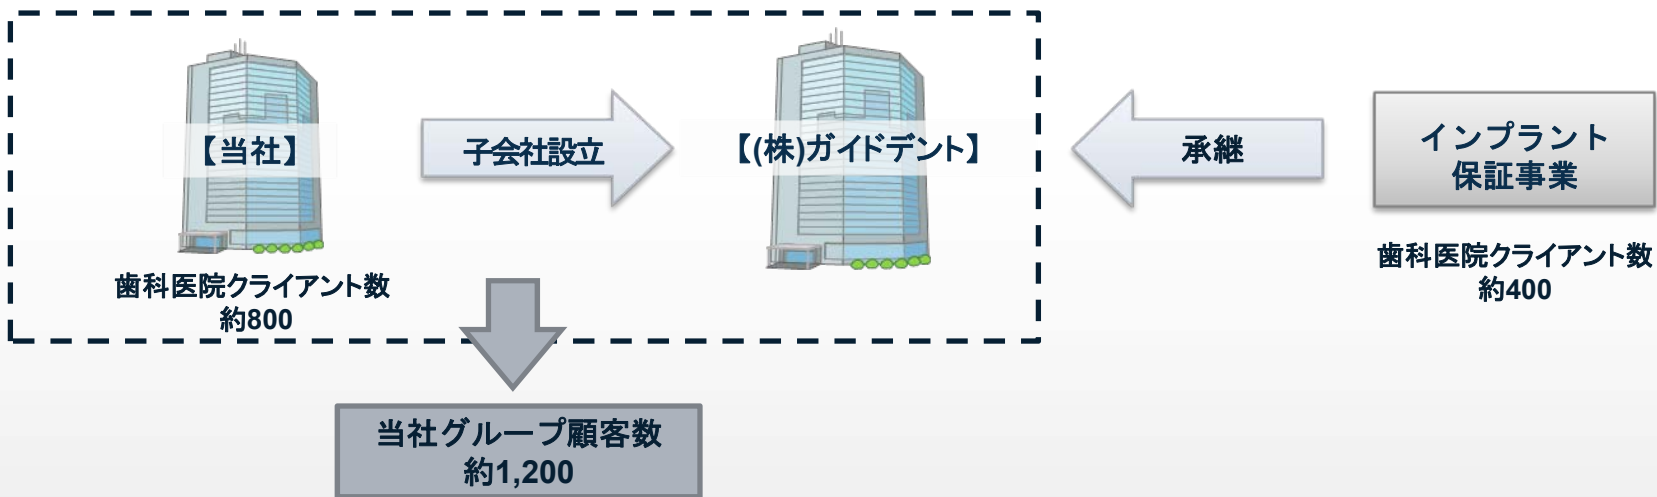 【当社】
子会社設立
【(株)ガイドデント】
承継
インプラント
保証事業
歯科医院クライアント数
約800
歯科医院クライアント数
約400
当社グループ顧客数
約1,200